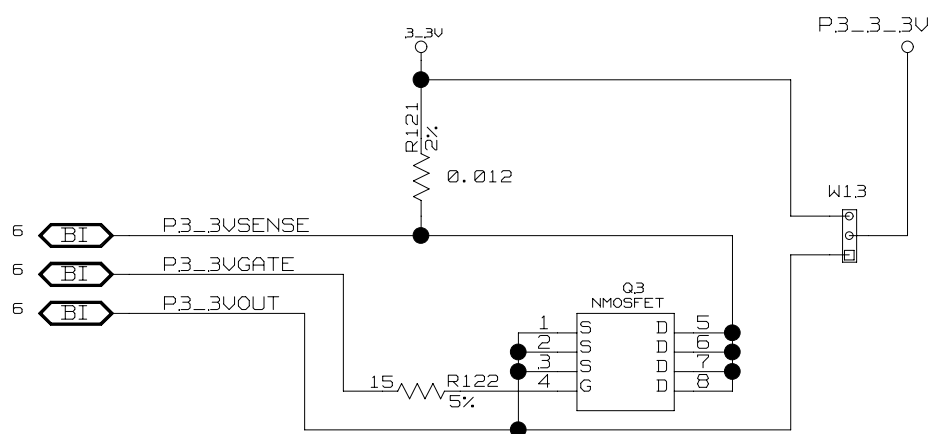 3_3V
P3_3_3V
R121
2%
0.012
W13
6 BI P3_3VSENSE
6 BI P3_3VGATE
6 BI P3_3VOUT
Q3
NMOSFET
1 S D 5
2 S D 6
3 S D 7
4 G D 8
15 R122
5%